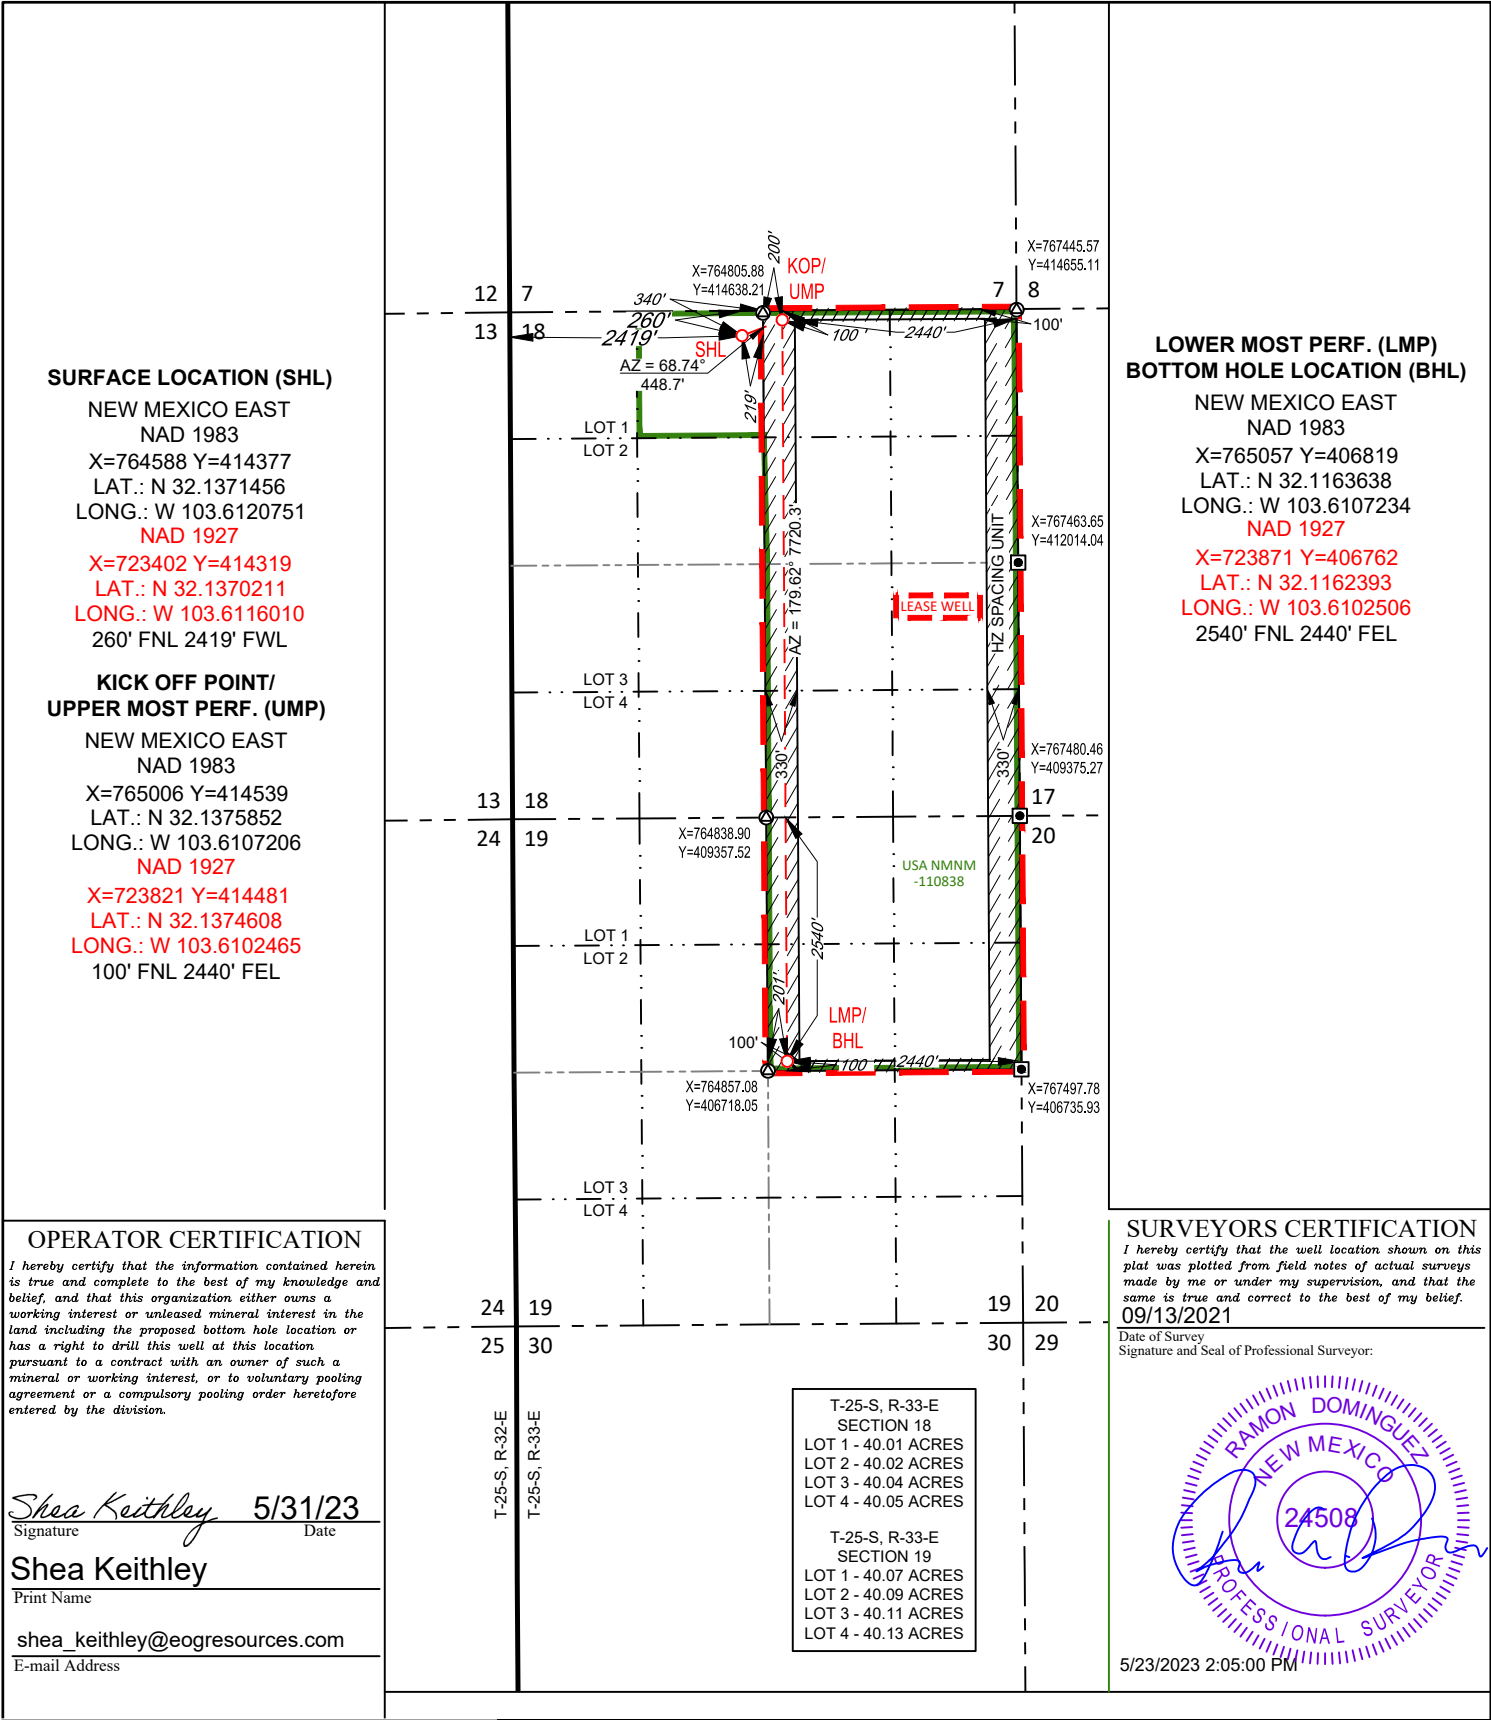 SURFACE LOCATION (SHL)
NEW MEXICO EAST
NAD 1983
X=764588 Y=414377
LAT.: N 32.1371456
LONG.: W 103.6120751
NAD 1927
X=723402 Y=414319
LAT.: N 32.1370211
LONG.: W 103.6116010
260' FNL 2419' FWL
KICK OFF POINT/
UPPER MOST PERF. (UMP)
NEW MEXICO EAST
NAD 1983
X=765006 Y=414539
LAT.: N 32.1375852
LONG.: W 103.6107206
NAD 1927
X=723821 Y=414481
LAT.: N 32.1374608
LONG.: W 103.6102465
100' FNL 2440' FEL
X=764805.88
Y=414638.21
200'
KOP/
UMP
X=767445.57
Y=414655.11
12 7
7 8
13 18
340'
260'
2419'
SHL
100'
2440'
100'
AZ = 68.74°
448.7'
219'
LOT 1
LOT 2
AZ = 179.62° 7720.3'
HZ SPACING UNIT
X=767463.65
Y=412014.04
LEASE WELL
LOT 3
LOT 4
330'
330'
X=767480.46
Y=409375.27
13 18
17
24 19
20
X=764838.90
Y=409357.52
USA NMNM
-110838
2540'
LOT 1
LOT 2
201'
LMP/
BHL
100'
100
2440'
X=764857.08
Y=406718.05
X=767497.78
Y=406735.93
LOT 3
LOT 4
24 19
19 20
25 30
30 29
T-25-S, R-32-E
T-25-S, R-33-E
T-25-S, R-33-E
SECTION 18
LOT 1 - 40.01 ACRES
LOT 2 - 40.02 ACRES
LOT 3 - 40.04 ACRES
LOT 4 - 40.05 ACRES
T-25-S, R-33-E
SECTION 19
LOT 1 - 40.07 ACRES
LOT 2 - 40.09 ACRES
LOT 3 - 40.11 ACRES
LOT 4 - 40.13 ACRES
LOWER MOST PERF. (LMP)
BOTTOM HOLE LOCATION (BHL)
NEW MEXICO EAST
NAD 1983
X=765057 Y=406819
LAT.: N 32.1163638
LONG.: W 103.6107234
NAD 1927
X=723871 Y=406762
LAT.: N 32.1162393
LONG.: W 103.6102506
2540' FNL 2440' FEL
OPERATOR CERTIFICATION
I hereby certify that the information contained herein
is true and complete to the best of my knowledge and
belief, and that this organization either owns a
working interest or unleased mineral interest in the
land including the proposed bottom hole location or
has a right to drill this well at this location
pursuant to a contract with an owner of such a
mineral or working interest, or to voluntary pooling
agreement or a compulsory pooling order heretofore
entered by the division.
Shea Keithley 5/31/23
Signature Date
Shea Keithley
Print Name
shea_keithley@eogresources.com
E-mail Address
SURVEYORS CERTIFICATION
I hereby certify that the well location shown on this
plat was plotted from field notes of actual surveys
made by me or under my supervision, and that the
same is true and correct to the best of my belief.
09/13/2021
Date of Survey
Signature and Seal of Professional Surveyor:
RAMON DOMINGUEZ
NEW MEXICO
24508
PROFESSIONAL SURVEYOR
5/23/2023 2:05:00 PM